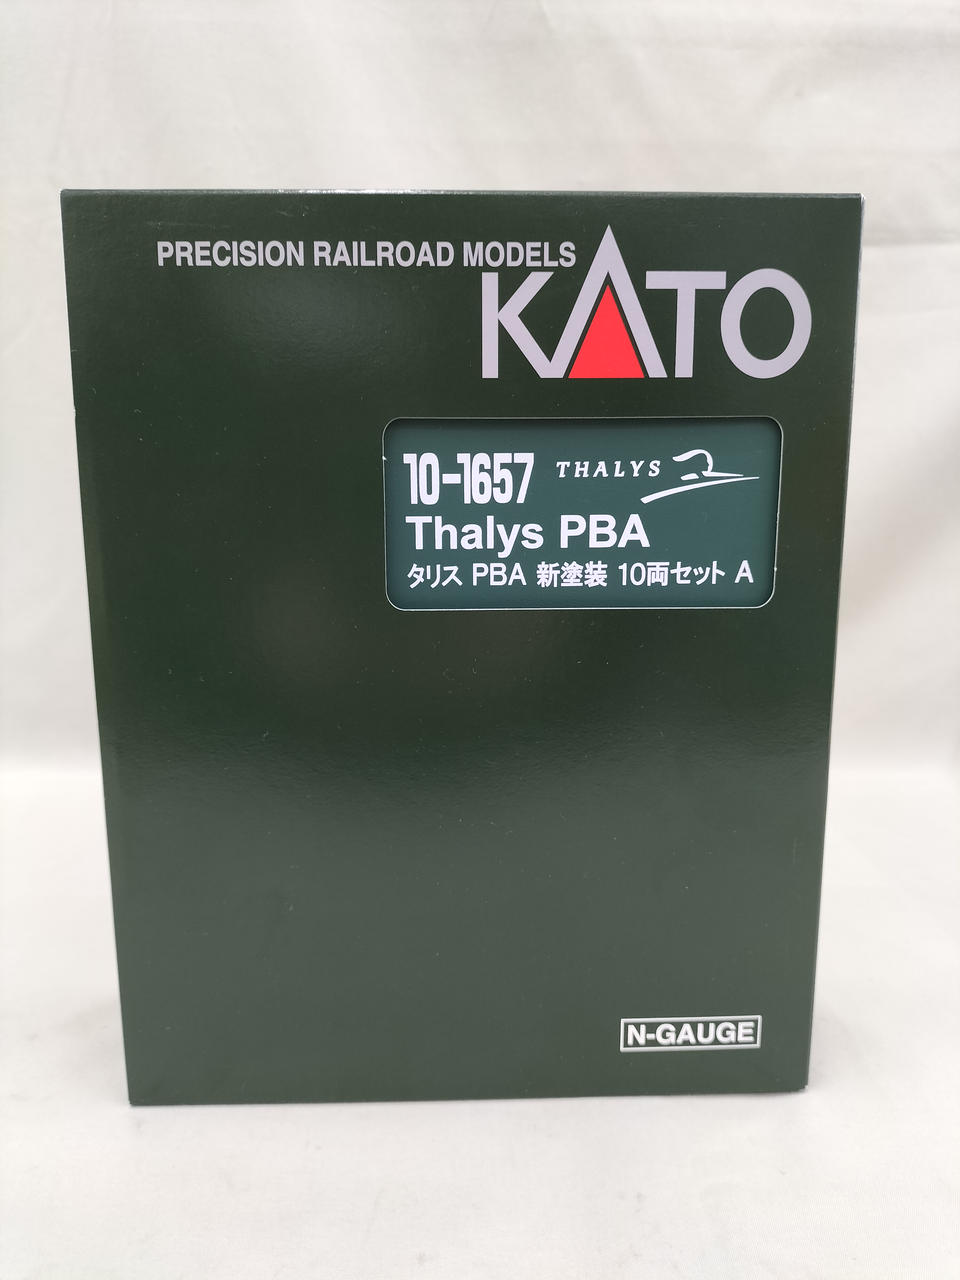 PRECISION RAILROAD MODELS
KATO
10-1657 THALYS
Thalys PBA
タリス PBA 新塗装 10両セット A
N-GAUGE